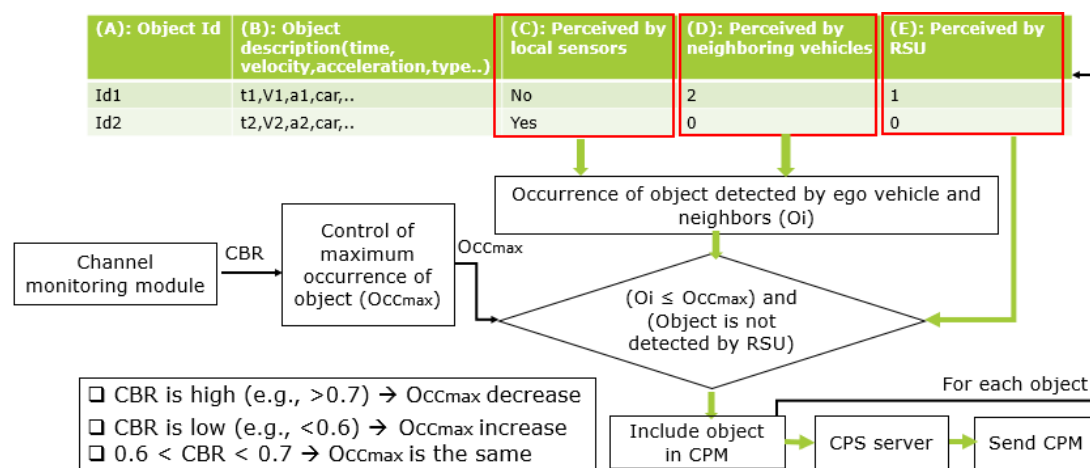 (A): Object Id
(B): Object
description(time,
velocity,acceleration,type..)
(C): Perceived by
local sensors
(D): Perceived by
neighboring vehicles
(E): Perceived by
RSU
Id1
t1,V1,a1,car,..
No
2
1
Id2
t2,V2,a2,car,..
Yes
0
0
Occurrence of object detected by ego vehicle and
neighbors (Oi)
Channel
monitoring module
CBR
Control of
maximum
occurrence of
object (Occmax)
Occmax
(Oi ≤ Occmax) and
(Object is not
detected by RSU)
❑ CBR is high (e.g., >0.7) → Occmax decrease
❑ CBR is low (e.g., <0.6) → Occmax increase
❑ 0.6 < CBR < 0.7 → Occmax is the same
For each object
Include object
in CPM
CPS server
Send CPM